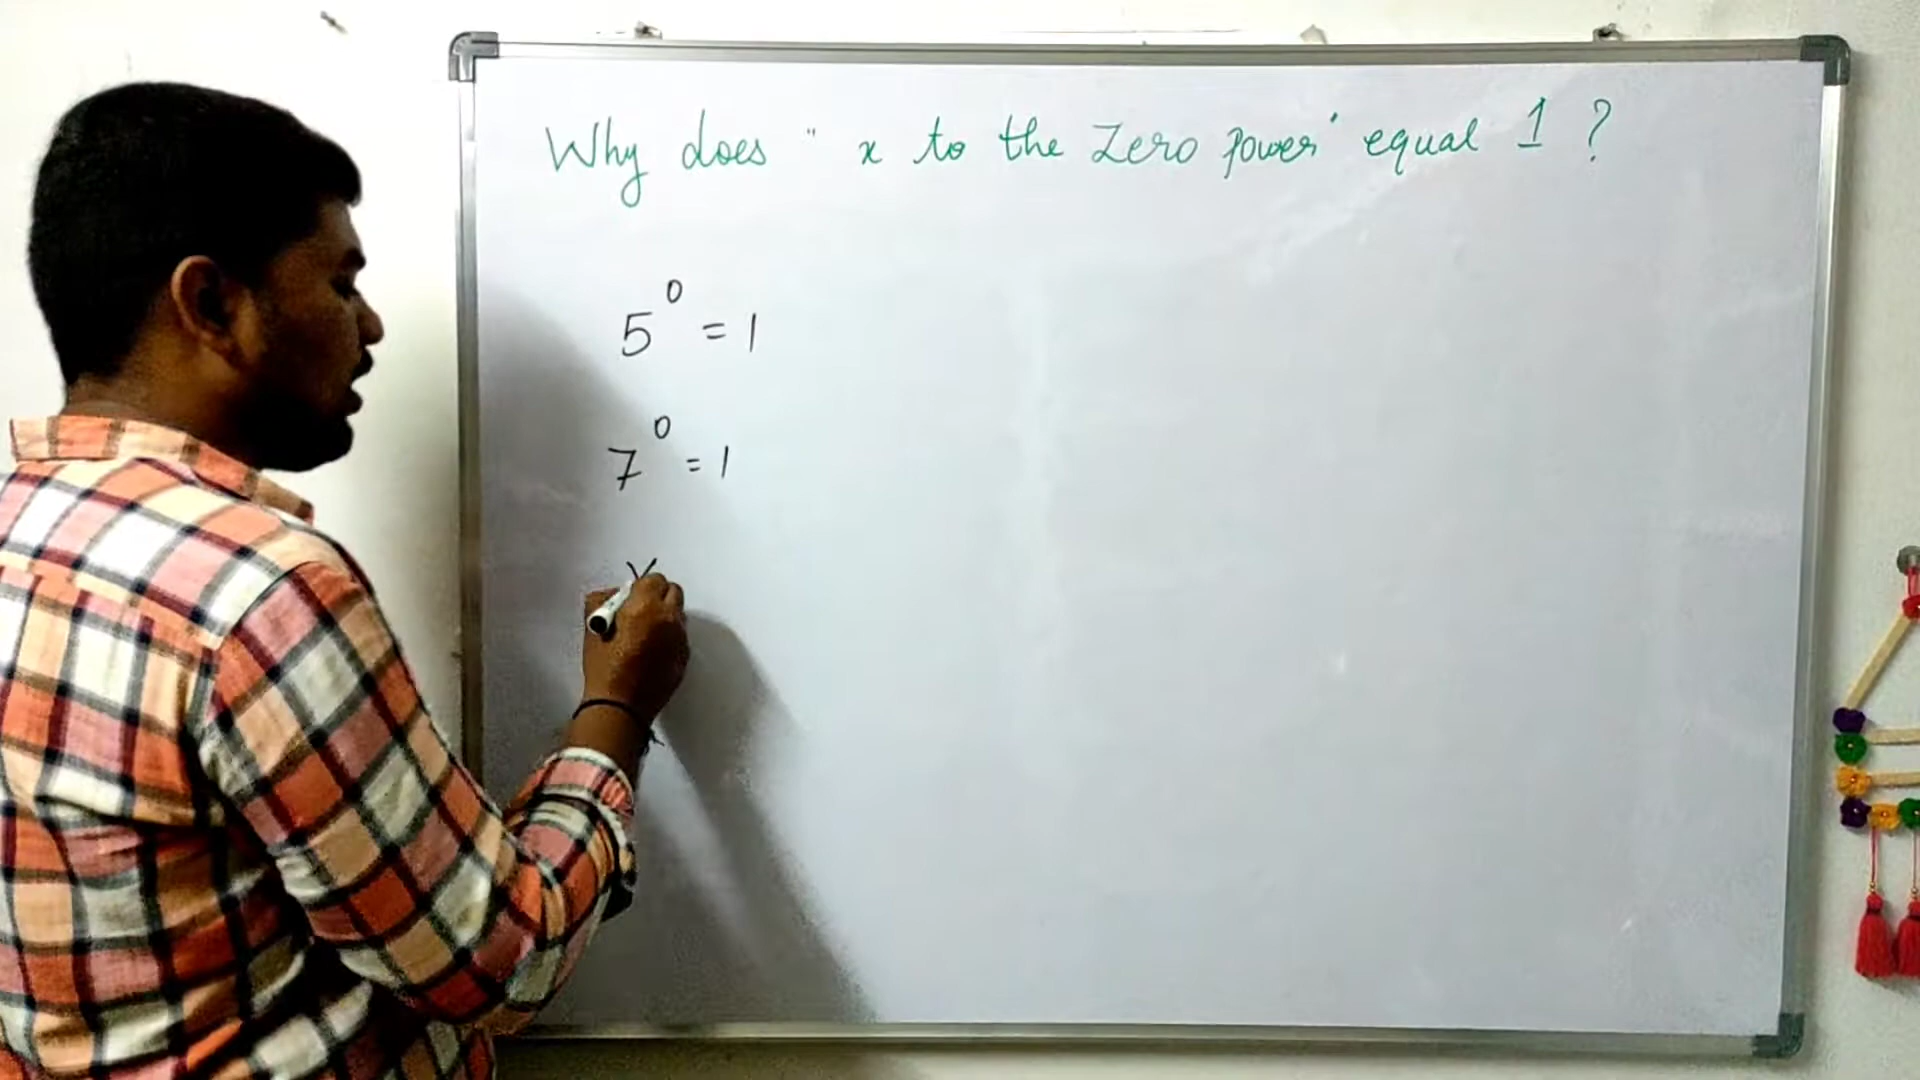 Why does " x to the Zero power" equal 1 ?
5⁰ = 1
7⁰ = 1